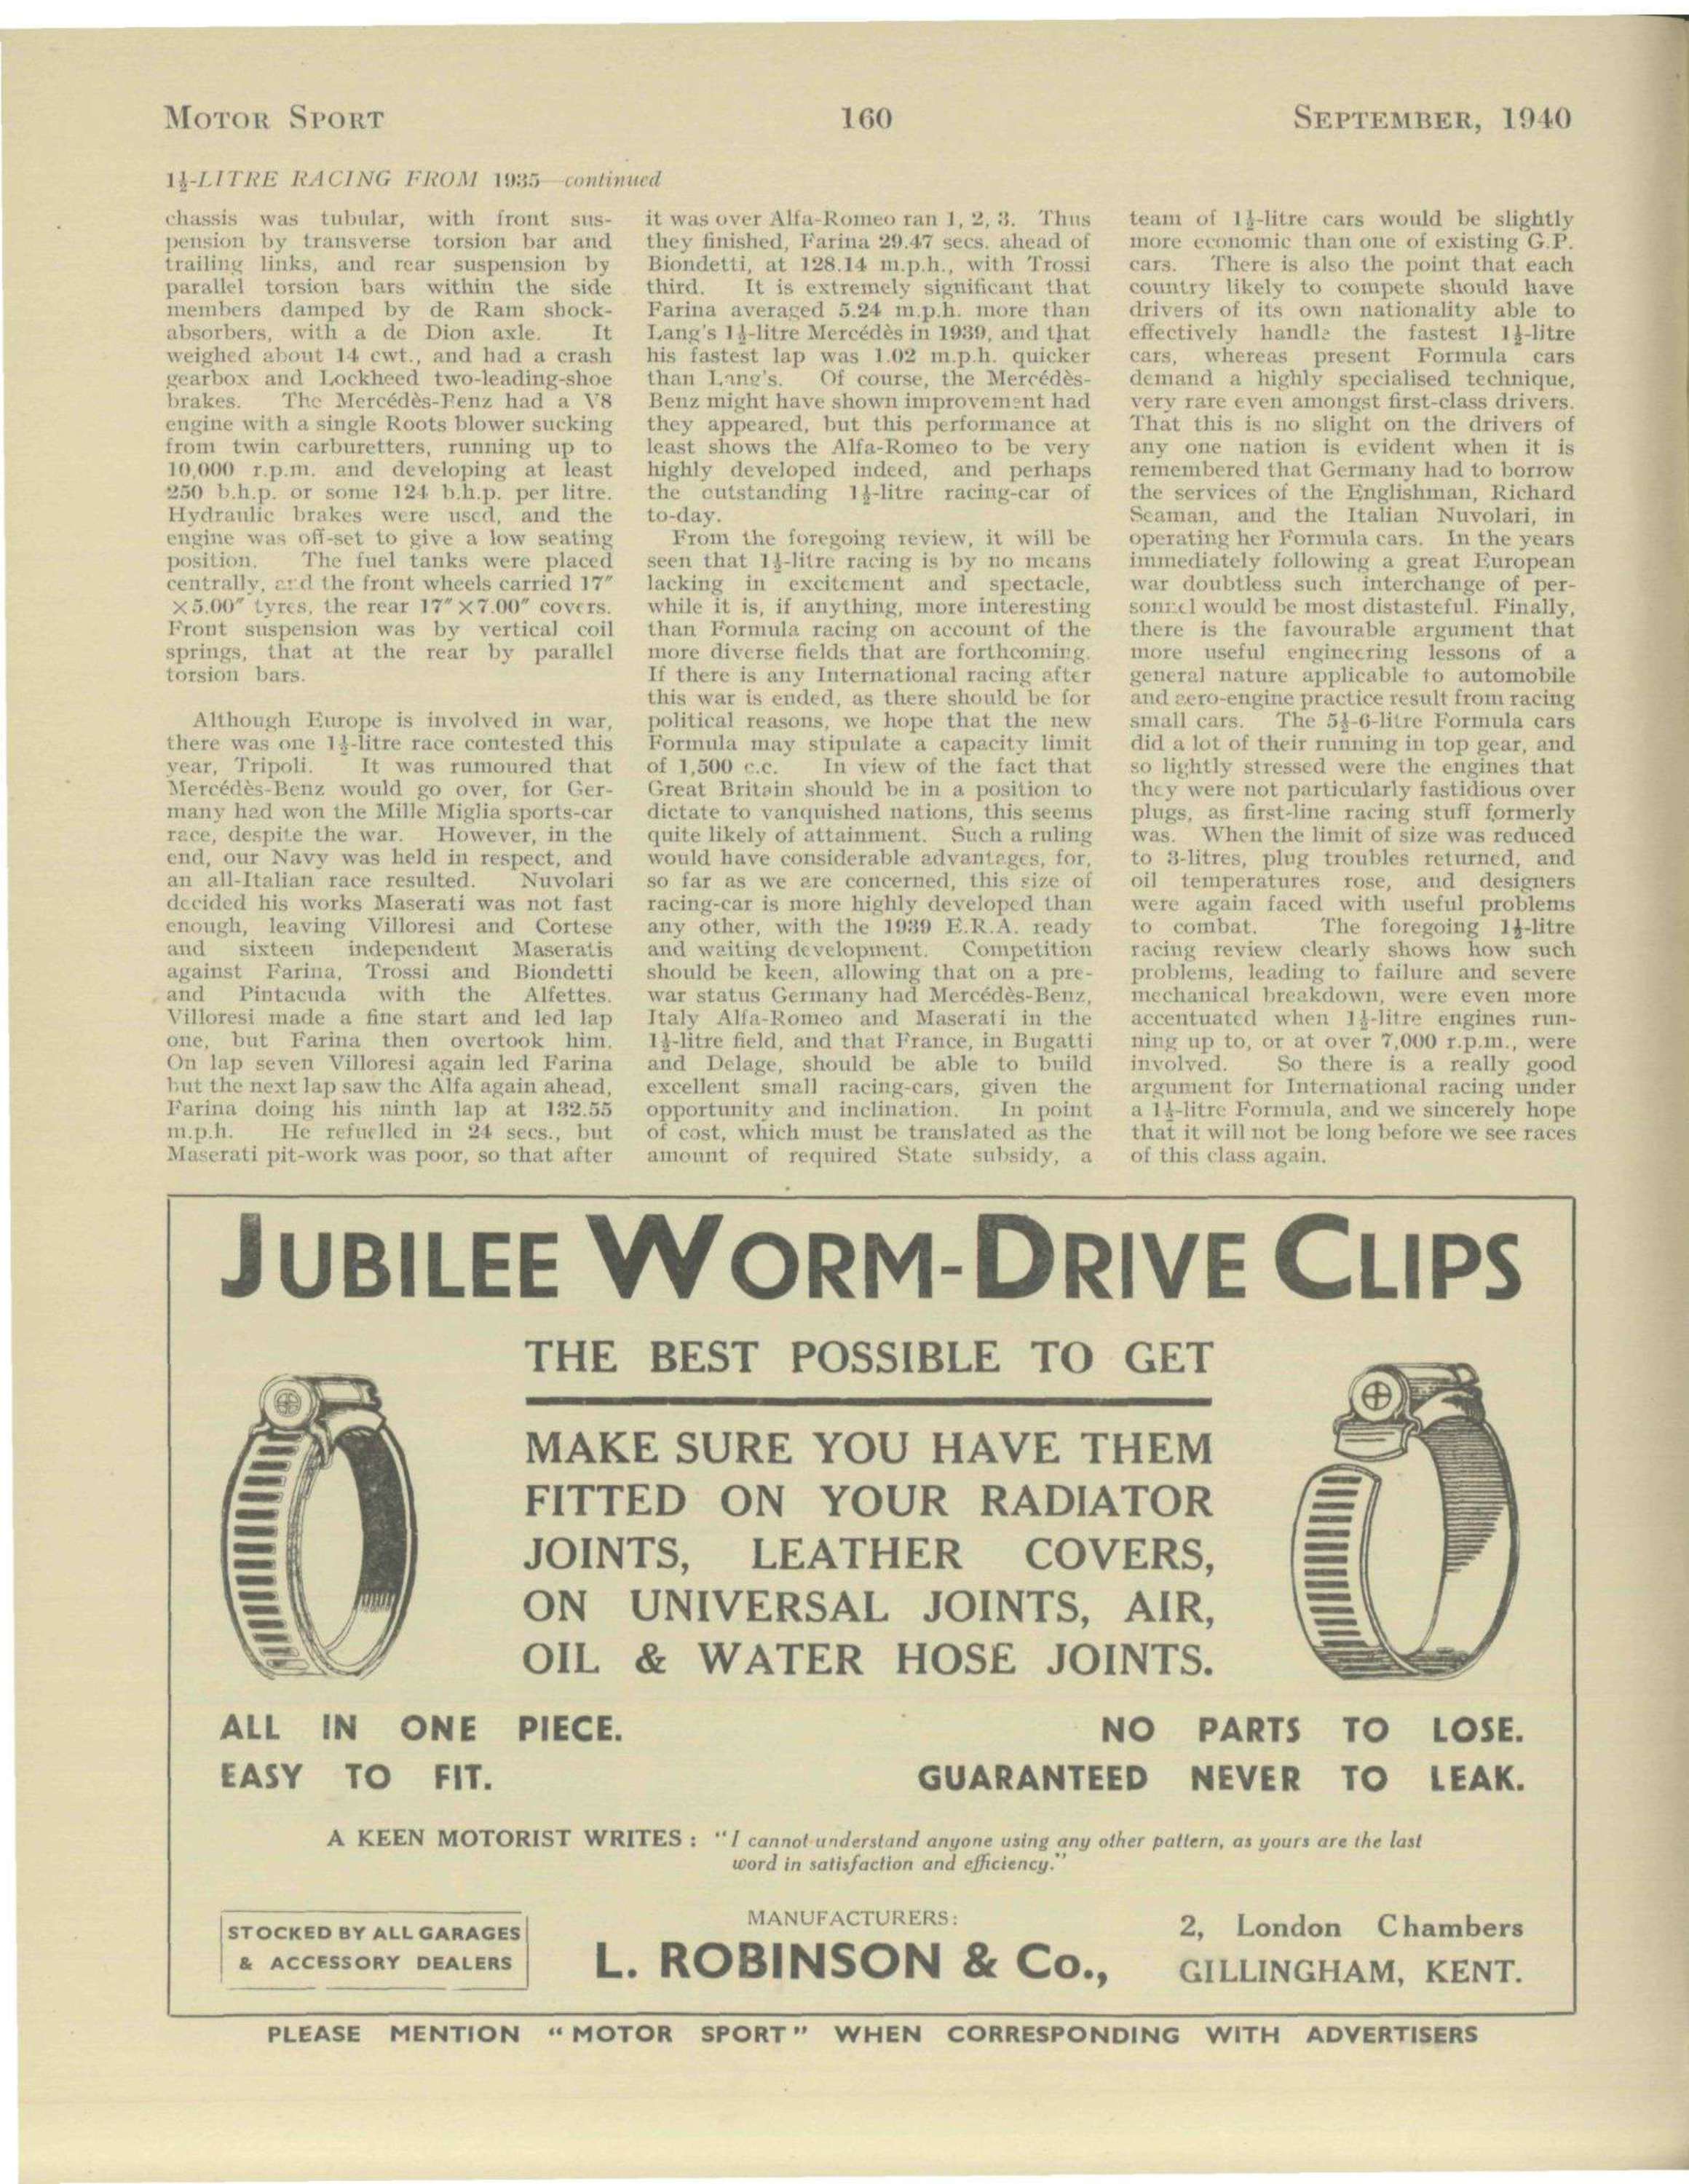 MOTOR SPORT 160 SEPTEMBER, 1940
1½-LITRE RACING FROM 1935—continued
chassis was tubular, with front sus-
pension by transverse torsion bar and
trailing links, and rear suspension by
parallel torsion bars within the side
members damped by de Ram shock-
absorbers, with a de Dion axle. It
weighed about 14 cwt., and had a crash
gearbox and Lockheed two-leading-shoe
brakes. The Mercédès-Benz had a V8
engine with a single Roots blower sucking
from twin carburetters, running up to
10,000 r.p.m. and developing at least
250 b.h.p. or some 124 b.h.p. per litre.
Hydraulic brakes were used, and the
engine was off-set to give a low seating
position. The fuel tanks were placed
centrally, and the front wheels carried 17″
×5.00″ tyres, the rear 17″×7.00″ covers.
Front suspension was by vertical coil
springs, that at the rear by parallel
torsion bars.
Although Europe is involved in war,
there was one 1½-litre race contested this
year, Tripoli. It was rumoured that
Mercédès-Benz would go over, for Ger-
many had won the Mille Miglia sports-car
race, despite the war. However, in the
end, our Navy was held in respect, and
an all-Italian race resulted. Nuvolari
decided his works Maserati was not fast
enough, leaving Villoresi and Cortese
and sixteen independent Maseratis
against Farina, Trossi and Biondetti
and Pintacuda with the Alfettes.
Villoresi made a fine start and led lap
one, but Farina then overtook him.
On lap seven Villoresi again led Farina
but the next lap saw the Alfa again ahead,
Farina doing his ninth lap at 132.55
m.p.h. He refuelled in 24 secs., but
Maserati pit-work was poor, so that after
it was over Alfa-Romeo ran 1, 2, 3. Thus
they finished, Farina 29.47 secs. ahead of
Biondetti, at 128.14 m.p.h., with Trossi
third. It is extremely significant that
Farina averaged 5.24 m.p.h. more than
Lang's 1½-litre Mercédès in 1939, and that
his fastest lap was 1.02 m.p.h. quicker
than Lang's. Of course, the Mercédès-
Benz might have shown improvement had
they appeared, but this performance at
least shows the Alfa-Romeo to be very
highly developed indeed, and perhaps
the outstanding 1½-litre racing-car of
to-day.
From the foregoing review, it will be
seen that 1½-litre racing is by no means
lacking in excitement and spectacle,
while it is, if anything, more interesting
than Formula racing on account of the
more diverse fields that are forthcoming.
If there is any International racing after
this war is ended, as there should be for
political reasons, we hope that the new
Formula may stipulate a capacity limit
of 1,500 c.c. In view of the fact that
Great Britain should be in a position to
dictate to vanquished nations, this seems
quite likely of attainment. Such a ruling
would have considerable advantages, for,
so far as we are concerned, this size of
racing-car is more highly developed than
any other, with the 1939 E.R.A. ready
and waiting development. Competition
should be keen, allowing that on a pre-
war status Germany had Mercédès-Benz,
Italy Alfa-Romeo and Maserati in the
1½-litre field, and that France, in Bugatti
and Delage, should be able to build
excellent small racing-cars, given the
opportunity and inclination. In point
of cost, which must be translated as the
amount of required State subsidy, a
team of 1½-litre cars would be slightly
more economic than one of existing G.P.
cars. There is also the point that each
country likely to compete should have
drivers of its own nationality able to
effectively handle the fastest 1½-litre
cars, whereas present Formula cars
demand a highly specialised technique,
very rare even amongst first-class drivers.
That this is no slight on the drivers of
any one nation is evident when it is
remembered that Germany had to borrow
the services of the Englishman, Richard
Seaman, and the Italian Nuvolari, in
operating her Formula cars. In the years
immediately following a great European
war doubtless such interchange of per-
sonnel would be most distasteful. Finally,
there is the favourable argument that
more useful engineering lessons of a
general nature applicable to automobile
and aero-engine practice result from racing
small cars. The 5½-6-litre Formula cars
did a lot of their running in top gear, and
so lightly stressed were the engines that
they were not particularly fastidious over
plugs, as first-line racing stuff formerly
was. When the limit of size was reduced
to 3-litres, plug troubles returned, and
oil temperatures rose, and designers
were again faced with useful problems
to combat. The foregoing 1½-litre
racing review clearly shows how such
problems, leading to failure and severe
mechanical breakdown, were even more
accentuated when 1½-litre engines run-
ning up to, or at over 7,000 r.p.m., were
involved. So there is a really good
argument for International racing under
a 1½-litre Formula, and we sincerely hope
that it will not be long before we see races
of this class again.
JUBILEE WORM-DRIVE CLIPS
THE BEST POSSIBLE TO GET
MAKE SURE YOU HAVE THEM
FITTED ON YOUR RADIATOR
JOINTS, LEATHER COVERS,
ON UNIVERSAL JOINTS, AIR,
OIL & WATER HOSE JOINTS.
ALL IN ONE PIECE. NO PARTS TO LOSE.
EASY TO FIT. GUARANTEED NEVER TO LEAK.
A KEEN MOTORIST WRITES: "I cannot understand anyone using any other pattern, as yours are the last
word in satisfaction and efficiency."
STOCKED BY ALL GARAGES
& ACCESSORY DEALERS
MANUFACTURERS:
L. ROBINSON & Co.,
2, London Chambers
GILLINGHAM, KENT.
PLEASE MENTION "MOTOR SPORT" WHEN CORRESPONDING WITH ADVERTISERS